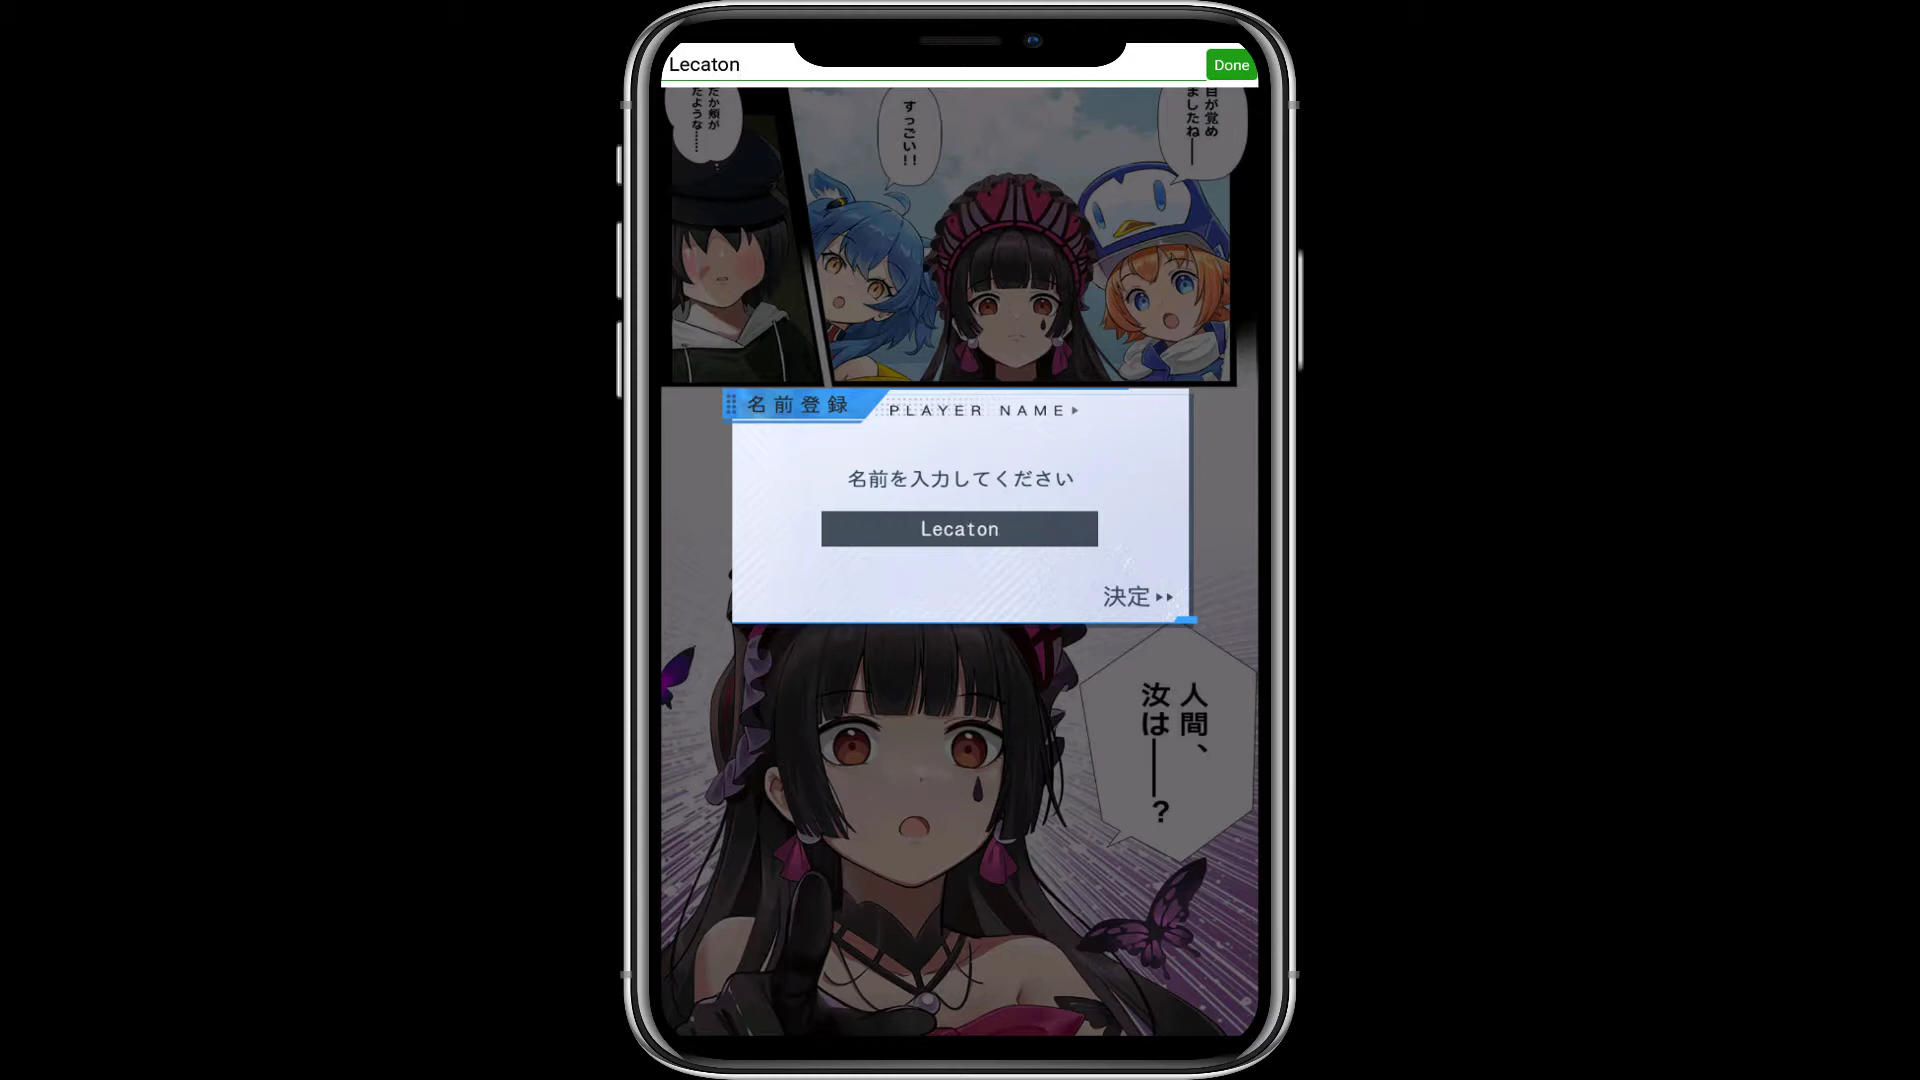 Lecaton
Done
目が覚め
ましたね──
すっごい!!
だか頬が
たような……
…
名前登録
PLAYER NAME
名前を入力してください
Lecaton
決定
人間、
汝は──?